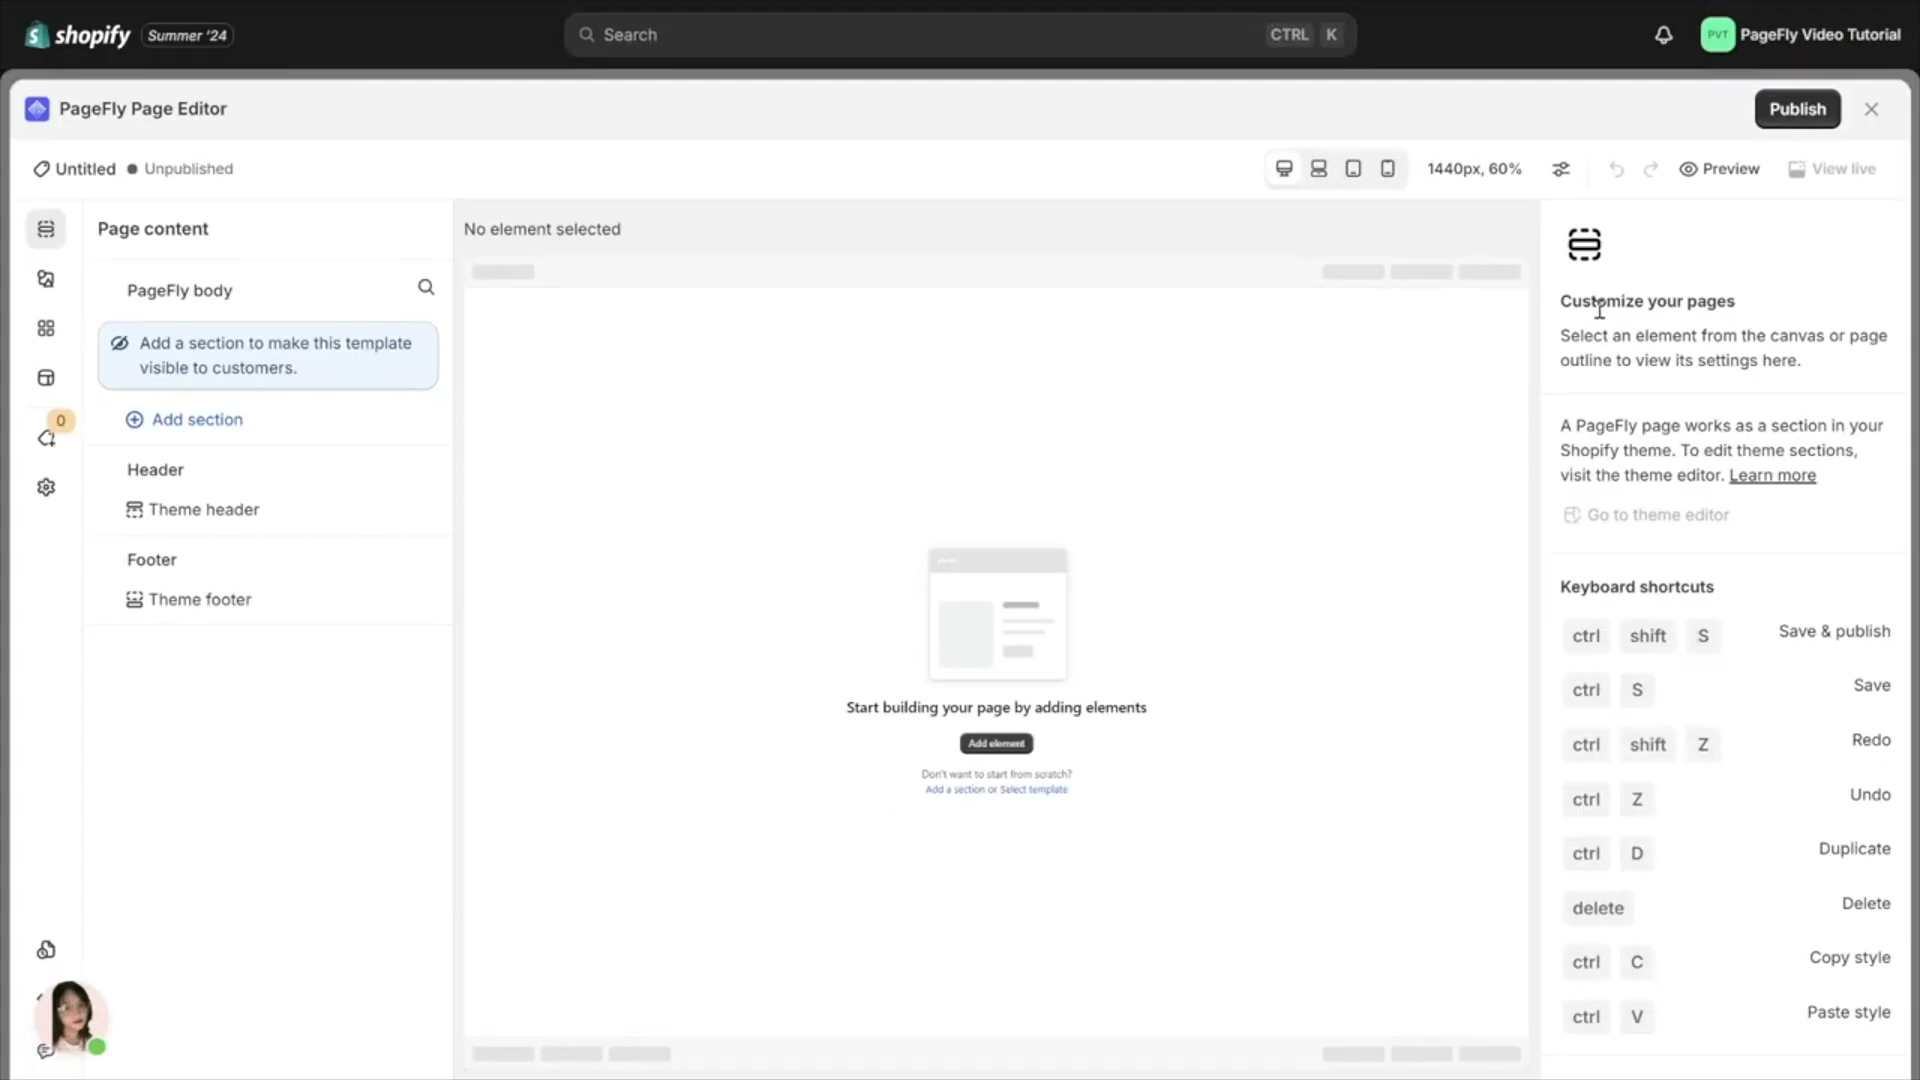 shopify Summer '24
Search CTRL K
PVT PageFly Video Tutorial
PageFly Page Editor
Publish
Untitled Unpublished
1440px, 60%
Preview
View live
Page content
PageFly body
Add a section to make this template
visible to customers.
Add section
0
Header
Theme header
Footer
Theme footer
No element selected
Start building your page by adding elements
Add element
Don't want to start from scratch?
Add a section or Select template
Customize your pages
Select an element from the canvas or page
outline to view its settings here.
A PageFly page works as a section in your
Shopify theme. To edit theme sections,
visit the theme editor. Learn more
Go to theme editor
Keyboard shortcuts
ctrl shift S Save & publish
ctrl S Save
ctrl shift Z Redo
ctrl Z Undo
ctrl D Duplicate
delete Delete
ctrl C Copy style
ctrl V Paste style